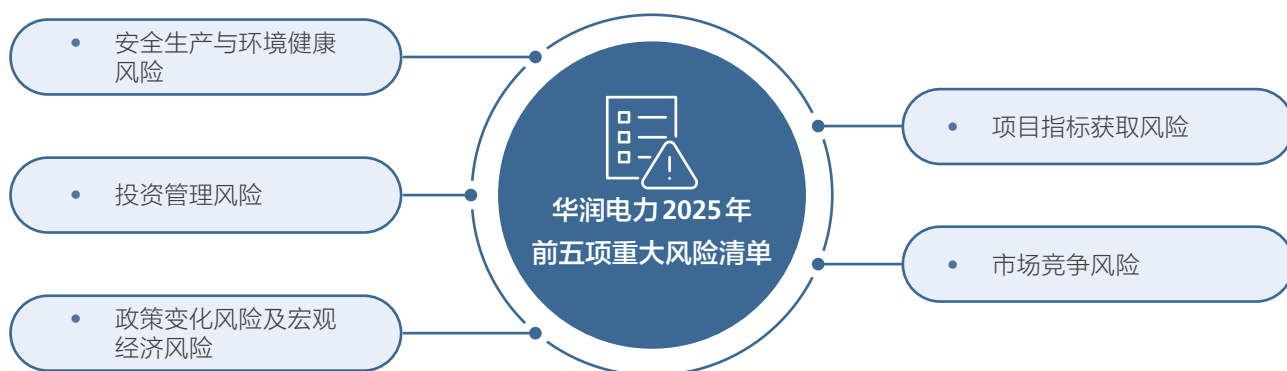 • 安全生产与环境健康
风险
• 投资管理风险
• 政策变化风险及宏观
经济风险
华润电力2025年
前五项重大风险清单
• 项目指标获取风险
• 市场竞争风险